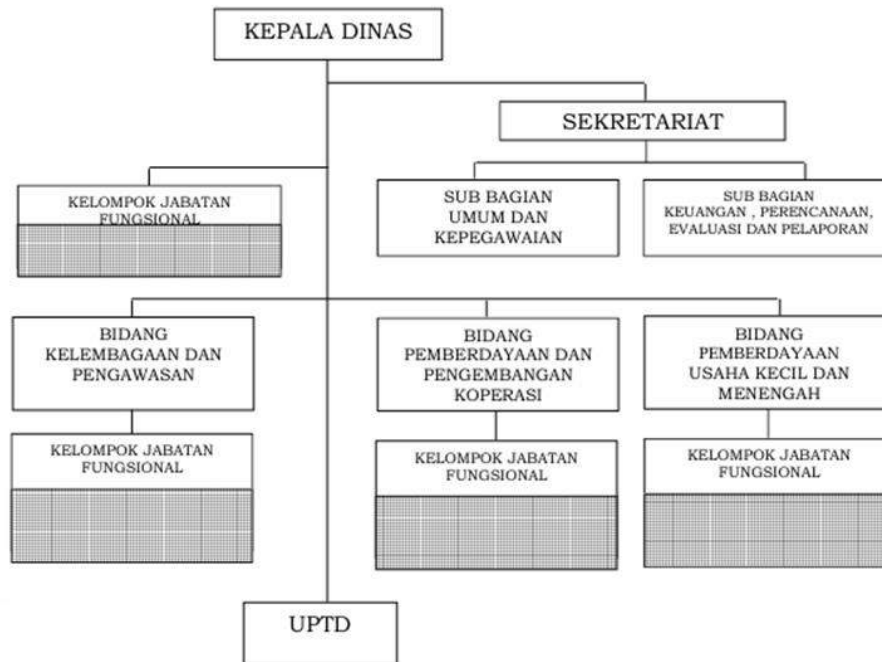 KEPALA DINAS
SEKRETARIAT
KELOMPOK JABATAN
FUNGSIONAL
SUB BAGIAN
UMUM DAN
KEPEGAWAIAN
SUB BAGIAN
KEUANGAN , PERENCANAAN,
EVALUASI DAN PELAPORAN
BIDANG
KELEMBAGAAN DAN
PENGAWASAN
BIDANG
PEMBERDAYAAN DAN
PENGEMBANGAN
KOPERASI
BIDANG
PEMBERDAYAAN
USAHA KECIL DAN
MENENGAH
KELOMPOK JABATAN
FUNGSIONAL
KELOMPOK JABATAN
FUNGSIONAL
KELOMPOK JABATAN
FUNGSIONAL
UPTD